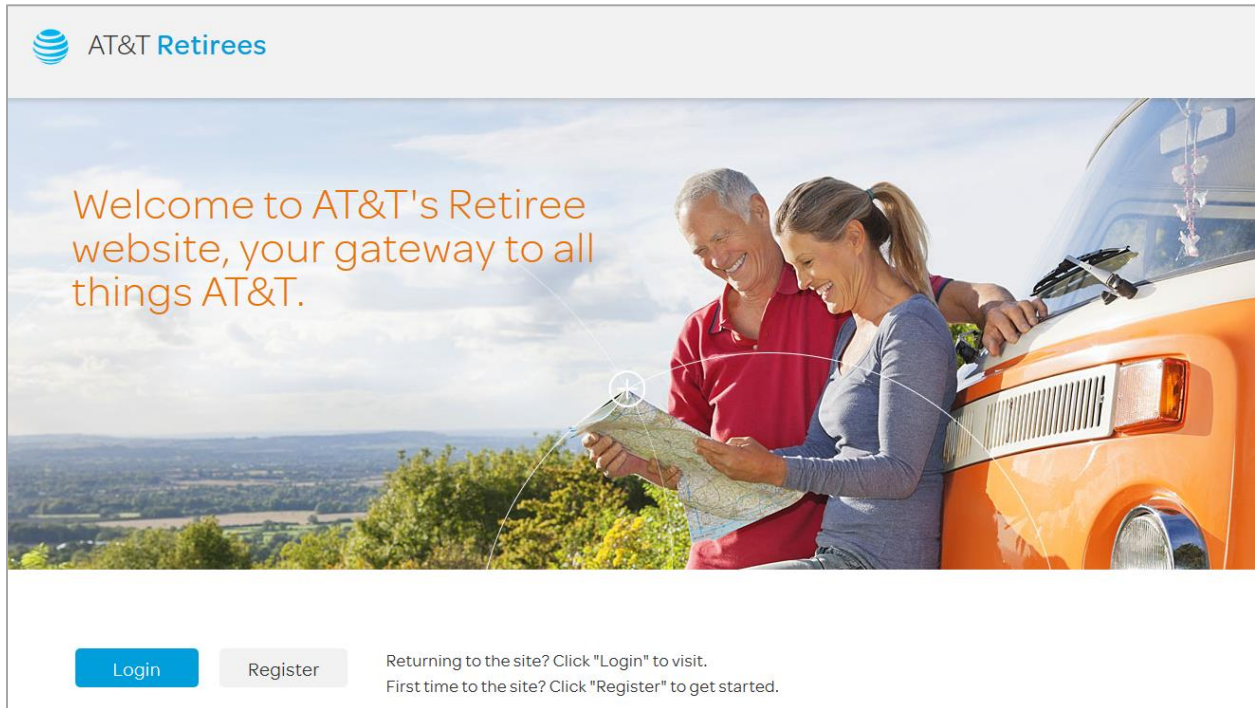 AT&T Retirees
Welcome to AT&T's Retiree
website, your gateway to all
things AT&T.
Login
Register
Returning to the site? Click "Login" to visit.
First time to the site? Click "Register" to get started.